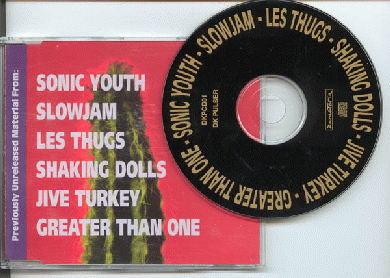 Previously Unreleased Material From:
SONIC YOUTH
SLOWJAM
LES THUGS
SHAKING DOLLS
JIVE TURKEY
GREATER THAN ONE
SONIC YOUTH · SLOWJAM · LES THUGS · SHAKING DOLLS · JIVE TURKEY · GREATER THAN ONE ·
DKPCD01
DK PULSER